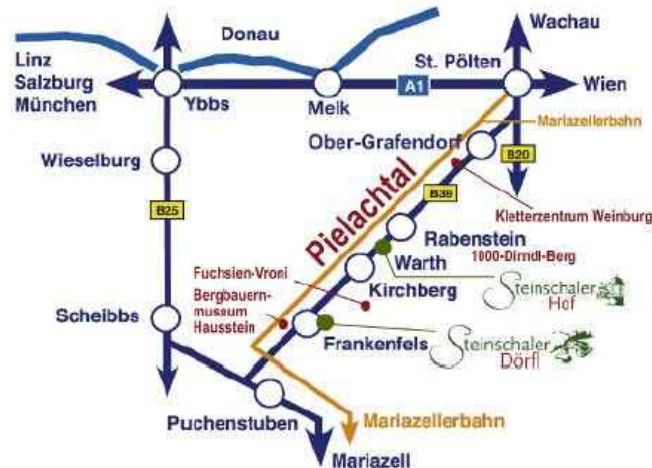 Wachau
Donau
Linz
Salzburg
München
St. Pölten
A1
Wien
Ybbs
Melk
Mariazellerbahn
Ober-Grafendorf
Wieselburg
B20
B39
B25
Pielachtal
Kletterzentrum Weinburg
Rabenstein
Warth
1000-Dirndl-Berg
Fuchsien-Vroni
Kirchberg
Steinschaler
Hof
Bergbauern-
museum
Hausstein
Scheibbs
Frankenfels
Steinschaler
Dörfl
Puchenstuben
Mariazellerbahn
Mariazell